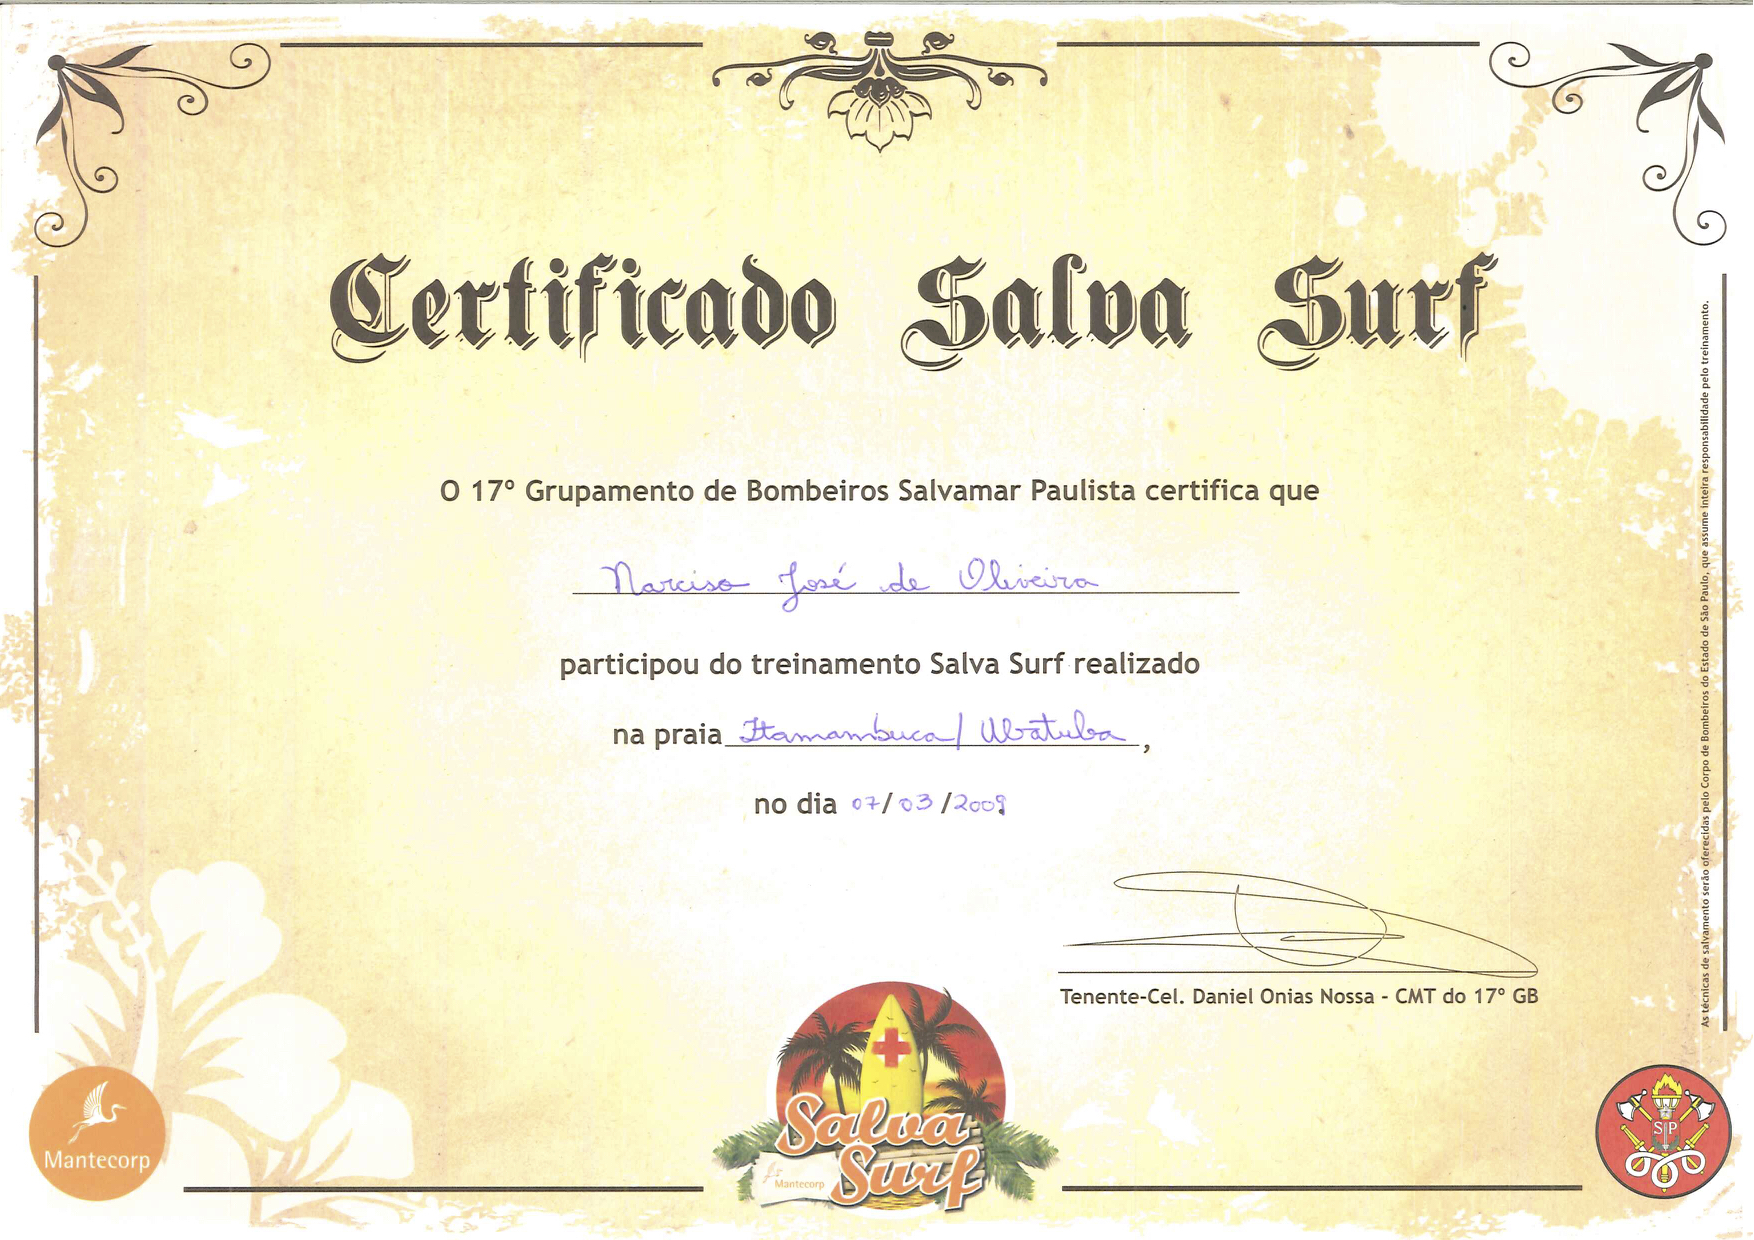 Certificado Salva Surf
O 17º Grupamento de Bombeiros Salvamar Paulista certifica que
Narciso José de Oliveira
participou do treinamento Salva Surf realizado
na praia Itamambuca/ Ubatuba,
no dia 07/03/2009
Tenente-Cel. Daniel Onias Nossa - CMT do 17º GB
As técnicas de salvamento serão oferecidas pelo Corpo de Bombeiros do Estado de São Paulo, que assume inteira responsabilidade pelo treinamento.
Mantecorp
Salva
Surf
Mantecorp
SP